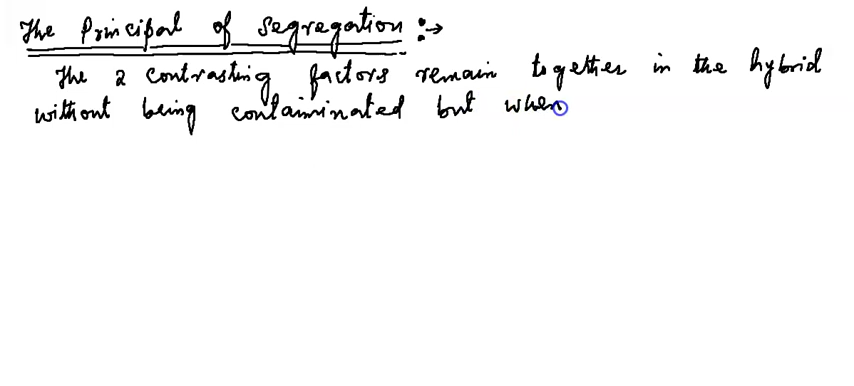 The Principal of Segregation :→
The 2 contrasting factors remain together in the hybrid
without being contaminated but when